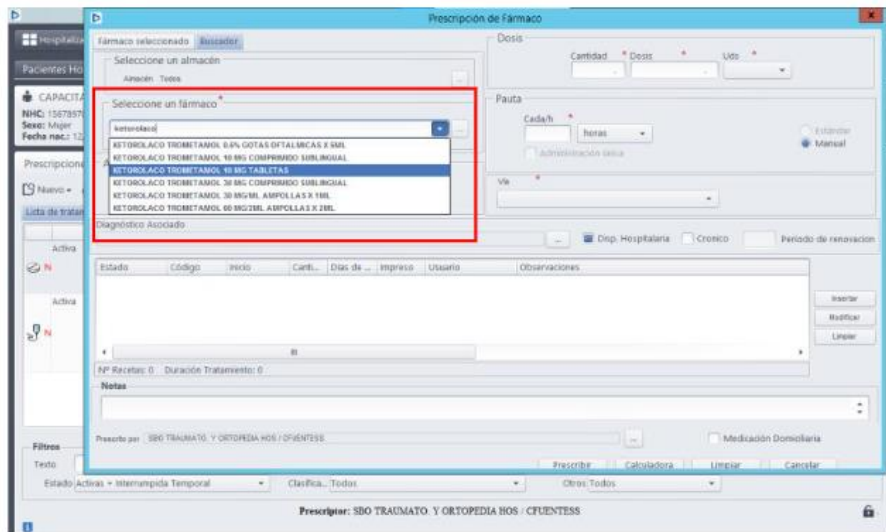 Prescripción de Fármaco
Hospitaliza
Pacientes Ho
CAPACITA
NHC: 1567897
Sexo: Mujer
Fecha nac.: 12
Prescripcione
Nuevo
Lista de tratan
Activa
N
Activa
N
Fármaco seleccionado Buscador
Seleccione un almacén
Almacén Todos
...
Seleccione un fármaco *
ketorolaco
...
KETOROLACO TROMETAMOL 0.6% GOTAS OFTALMICAS X 5ML
KETOROLACO TROMETAMOL 10 MG COMPRIMIDO SUBLINGUAL
KETOROLACO TROMETAMOL 10 MG TABLETAS
KETOROLACO TROMETAMOL 30 MG COMPRIMIDO SUBLINGUAL
KETOROLACO TROMETAMOL 30 MG/ML AMPOLLAS X 1ML
KETOROLACO TROMETAMOL 60 MG/2ML AMPOLLAS X 2ML
Dosis
Cantidad * Dosis * Uds *
Pauta
Cada/h *
horas
Estándar
Manual
Administración única
Vía *
Diagnóstico Asociado
... Disp. Hospitalaria Cronico Periodo de renovacion
Estado Código Inicio Canti... Días de ... Impreso Usuario Observaciones
Insertar
Modificar
Limpiar
Nº Recetas: 0 Duración Tratamiento: 0
Notas
Prescrito por SBO TRAUMATO. Y ORTOPEDIA HOS / CFUENTESS ... Medicación Domiciliaria
Prescribir Calculadora Limpiar Cancelar
Filtros
Texto
Estado Activas + Interrumpida Temporal Clasifica... Todos Otros Todos
Prescriptor: SBO TRAUMATO. Y ORTOPEDIA HOS / CFUENTESS